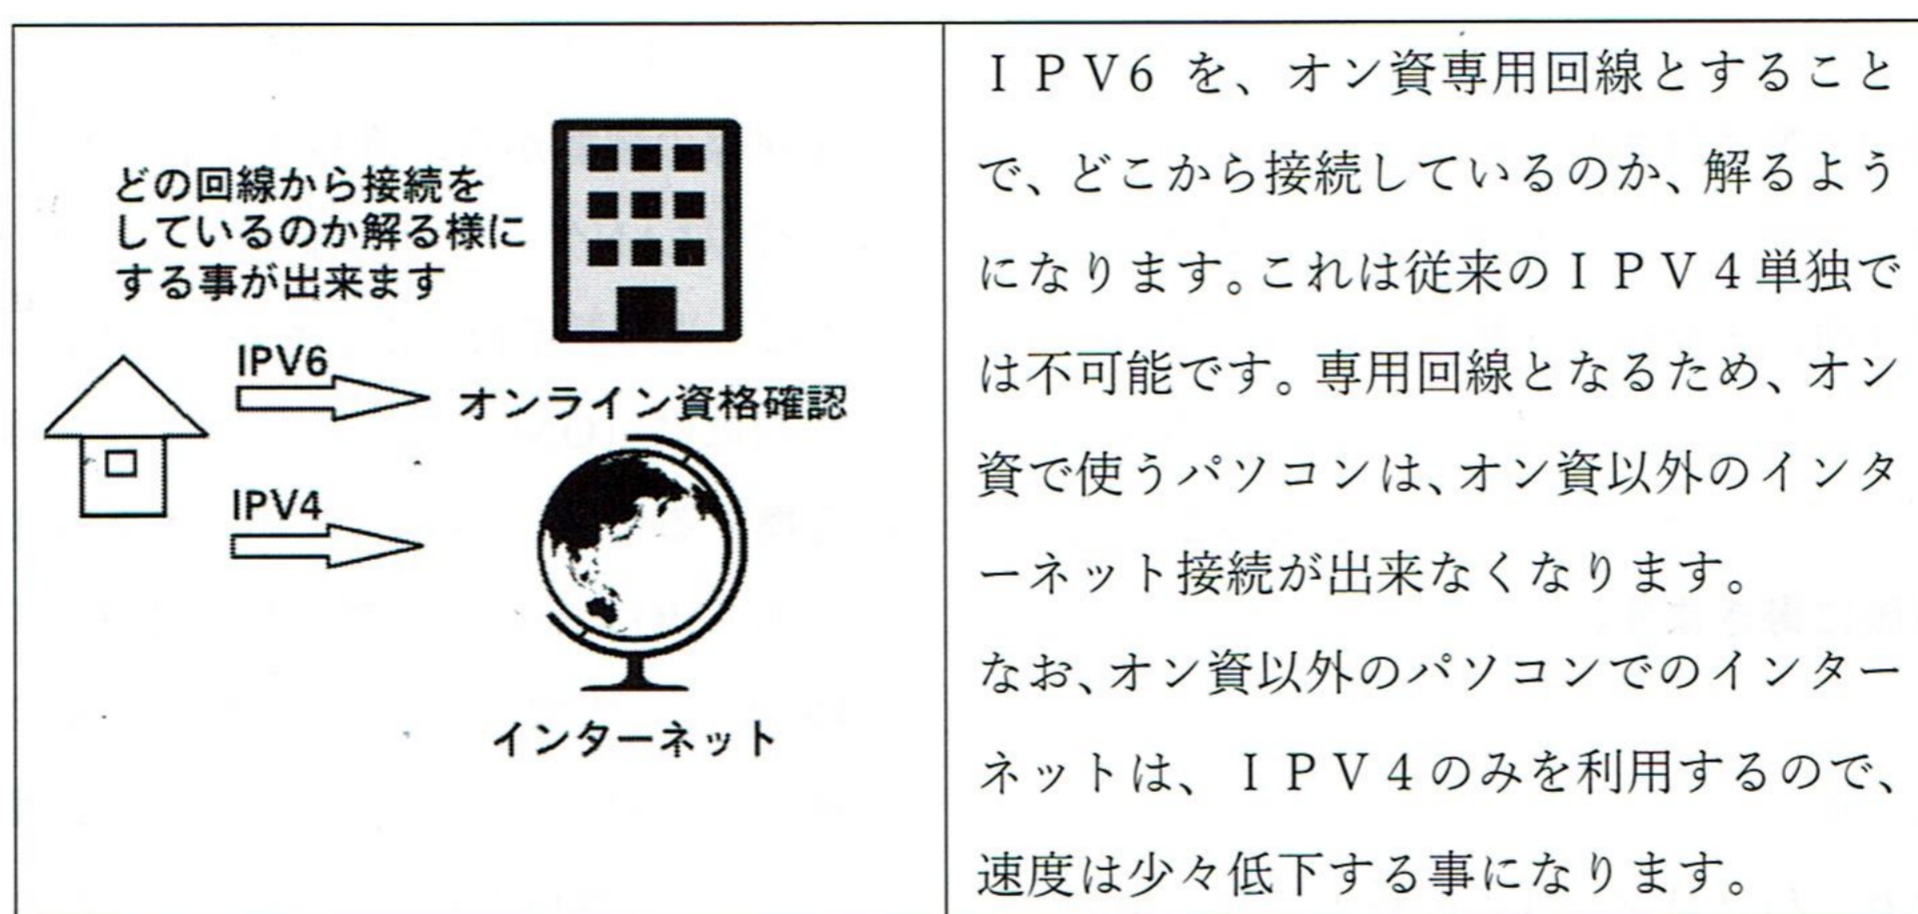 どの回線から接続を
しているのか解る様に
する事が出来ます
IPV6
オンライン資格確認
IPV4
インターネット
ＩＰＶ6 を、オン資専用回線とすること
で、どこから接続しているのか、解るよう
になります。これは従来のＩＰＶ４単独で
は不可能です。専用回線となるため、オン
資で使うパソコンは、オン資以外のインタ
ーネット接続が出来なくなります。
なお、オン資以外のパソコンでのインター
ネットは、ＩＰＶ４のみを利用するので、
速度は少々低下する事になります。